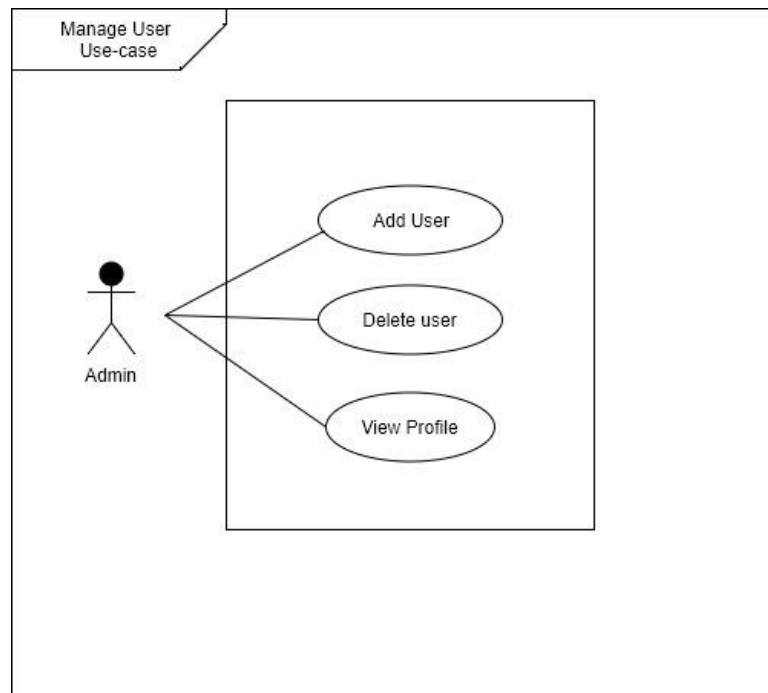 Manage User
Use-case
Add User
Delete user
Admin
View Profile